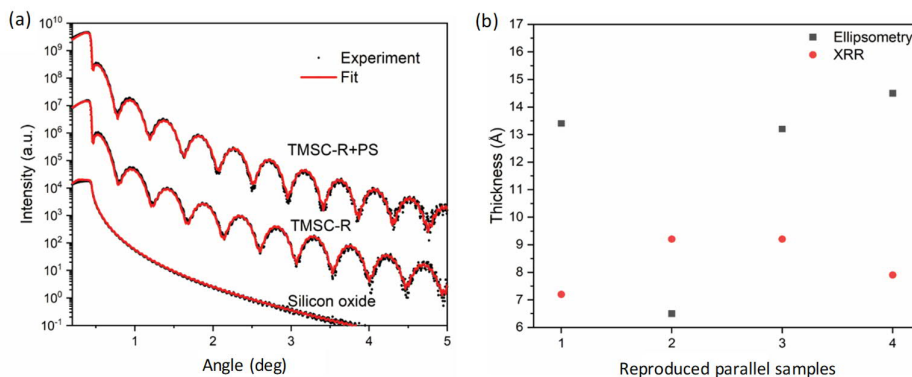 (a)
10^10
10^9
10^8
10^7
10^6
10^5
10^4
10^3
10^2
10^1
10^0
10^-1
Intensity (a.u.)
Experiment
Fit
TMSC-R+PS
TMSC-R
Silicon oxide
1 2 3 4 5
Angle (deg)
(b)
17
16
15
14
13
12
11
10
9
8
7
6
Thickness (Å)
Ellipsometry
XRR
1 2 3 4
Reproduced parallel samples